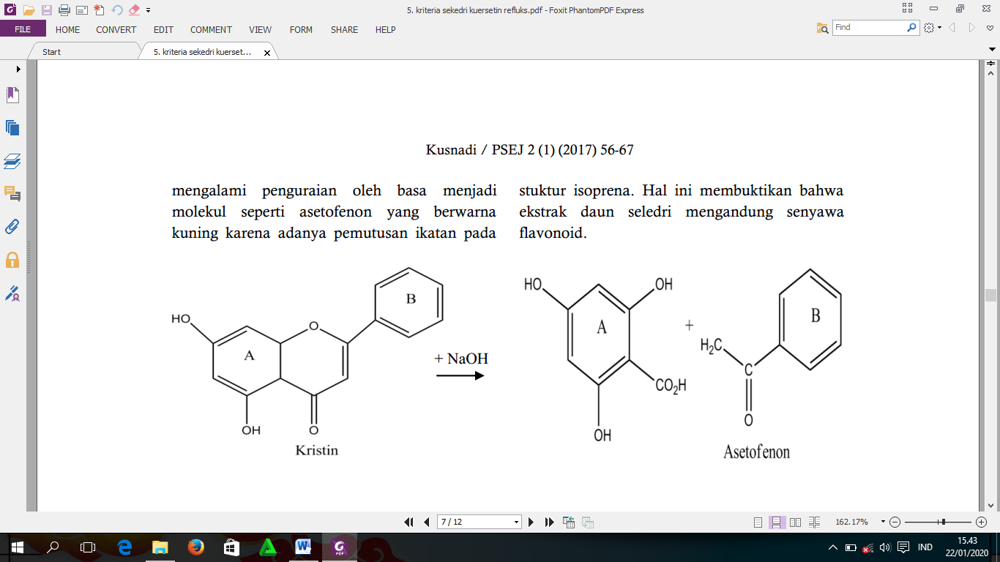 5. kriteria sekedri kuersetin refluks.pdf - Foxit PhantomPDF Express
FILE HOME CONVERT EDIT COMMENT VIEW FORM SHARE HELP
Find
Start
5. kriteria sekedri kuerset...
Kusnadi / PSEJ 2 (1) (2017) 56-67
mengalami penguraian oleh basa menjadi
molekul seperti asetofenon yang berwarna
kuning karena adanya pemutusan ikatan pada
stuktur isoprena. Hal ini membuktikan bahwa
ekstrak daun seledri mengandung senyawa
flavonoid.
HO
A
O
B
OH
O
Kristin
+ NaOH
HO
OH
A
CO₂H
OH
+
H₂C
C
O
B
Asetofenon
7 / 12
162.17%
IND
15.43
22/01/2020